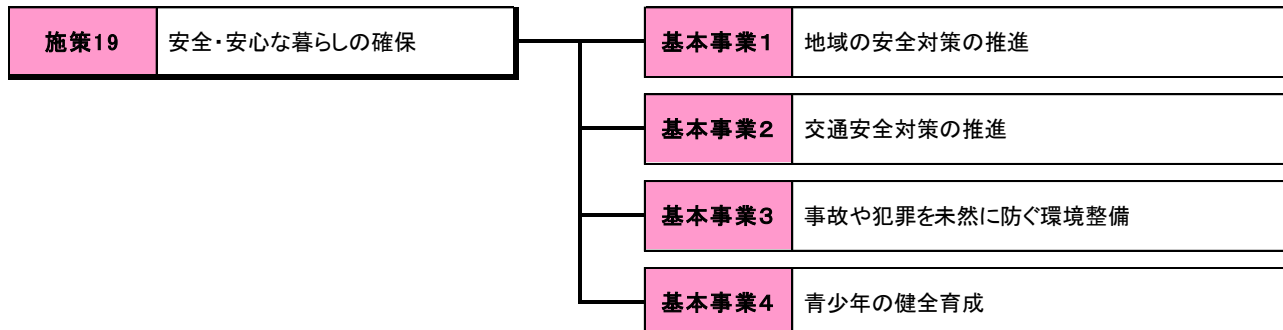 施策19 安全・安心な暮らしの確保
基本事業1 地域の安全対策の推進
基本事業2 交通安全対策の推進
基本事業3 事故や犯罪を未然に防ぐ環境整備
基本事業4 青少年の健全育成